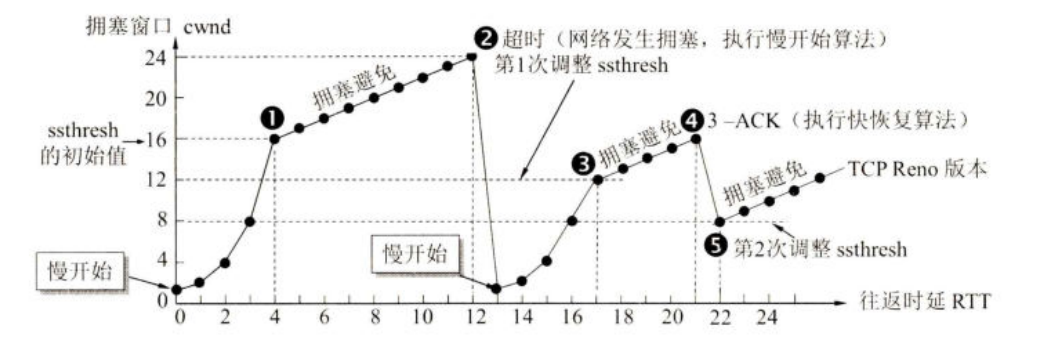 拥塞窗口 cwnd
❷ 超时（网络发生拥塞，执行慢开始算法）
第1次调整 ssthresh
24
拥塞避免
20
❶
ssthresh
的初始值
16
❹ 3 –ACK（执行快恢复算法）
拥塞避免
❸
12
拥塞避免
TCP Reno 版本
8
❺ 第2次调整 ssthresh
慢开始
4
慢开始
0
0 2 4 6 8 10 12 14 16 18 20 22 24
往返时延 RTT